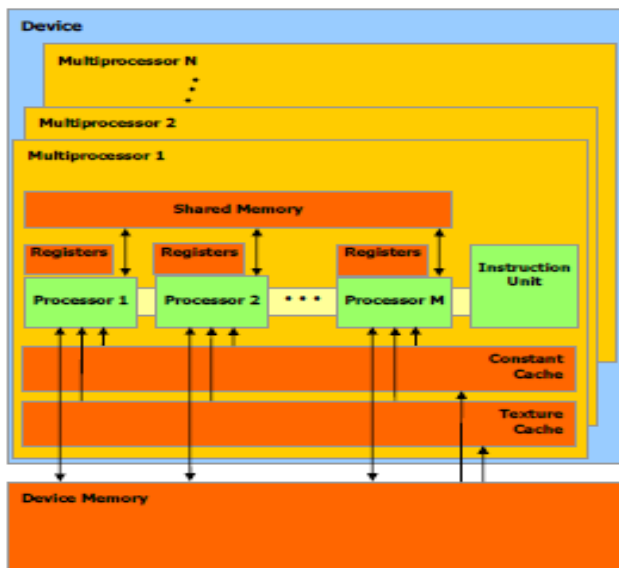 Device
Multiprocessor N
Multiprocessor 2
Multiprocessor 1
Shared Memory
Registers
Registers
Registers
Processor 1
Processor 2
Processor M
Instruction
Unit
Constant
Cache
Texture
Cache
Device Memory